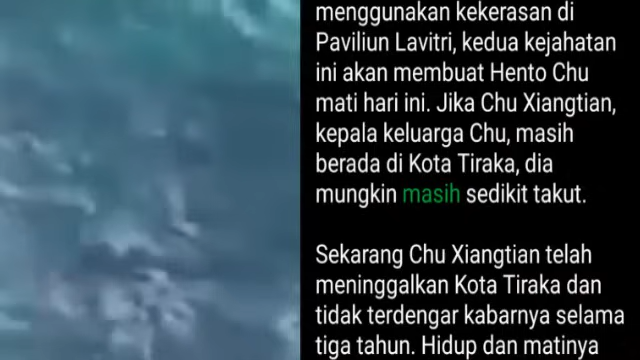 menggunakan kekerasan di
Paviliun Lavitri, kedua kejahatan
ini akan membuat Hento Chu
mati hari ini. Jika Chu Xiangtian,
kepala keluarga Chu, masih
berada di Kota Tiraka, dia
mungkin masih sedikit takut.
Sekarang Chu Xiangtian telah
meninggalkan Kota Tiraka dan
tidak terdengar kabarnya selama
tiga tahun. Hidup dan matinya